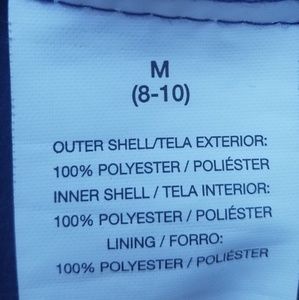 M
(8-10)
OUTER SHELL/TELA EXTERIOR:
100% POLYESTER / POLIÉSTER
INNER SHELL / TELA INTERIOR:
100% POLYESTER / POLIÉSTER
LINING / FORRO:
100% POLYESTER / POLIÉSTER